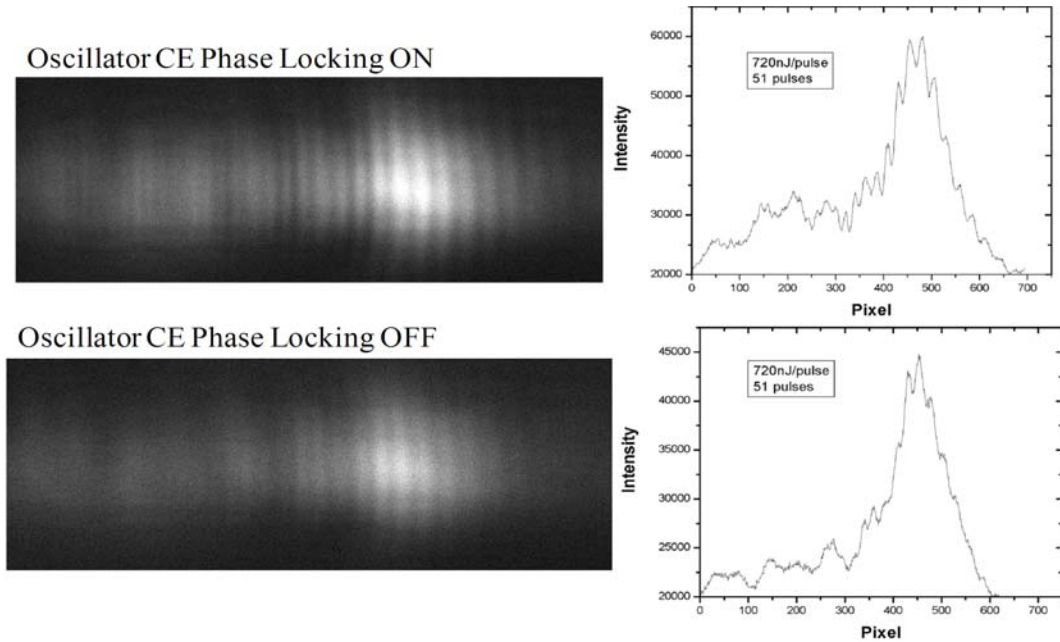 Oscillator CE Phase Locking ON
720nJ/pulse
51 pulses
Intensity
60000
50000
40000
30000
20000
0 100 200 300 400 500 600 700
Pixel
Oscillator CE Phase Locking OFF
720nJ/pulse
51 pulses
Intensity
45000
40000
35000
30000
25000
20000
0 100 200 300 400 500 600 700
Pixel